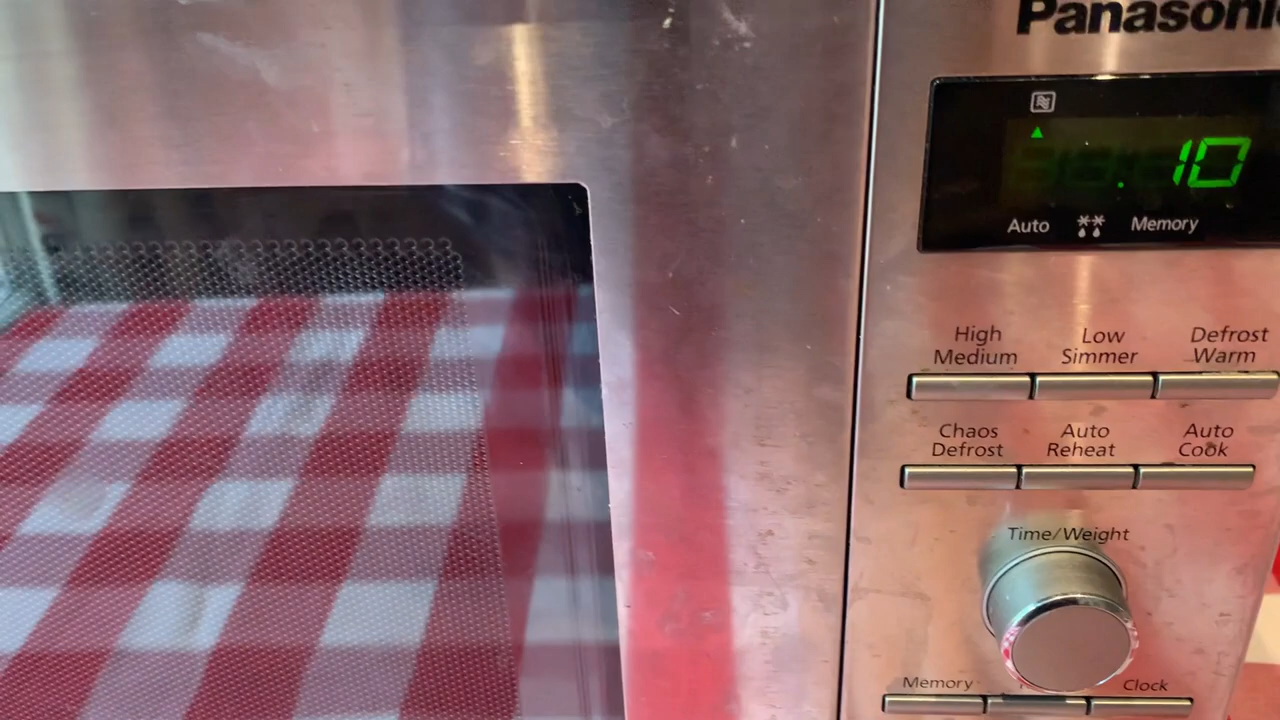 Panasoni
10
Auto Memory
High Low Defrost
Medium Simmer Warm
Chaos Auto Auto
Defrost Reheat Cook
Time/Weight
Memory Clock